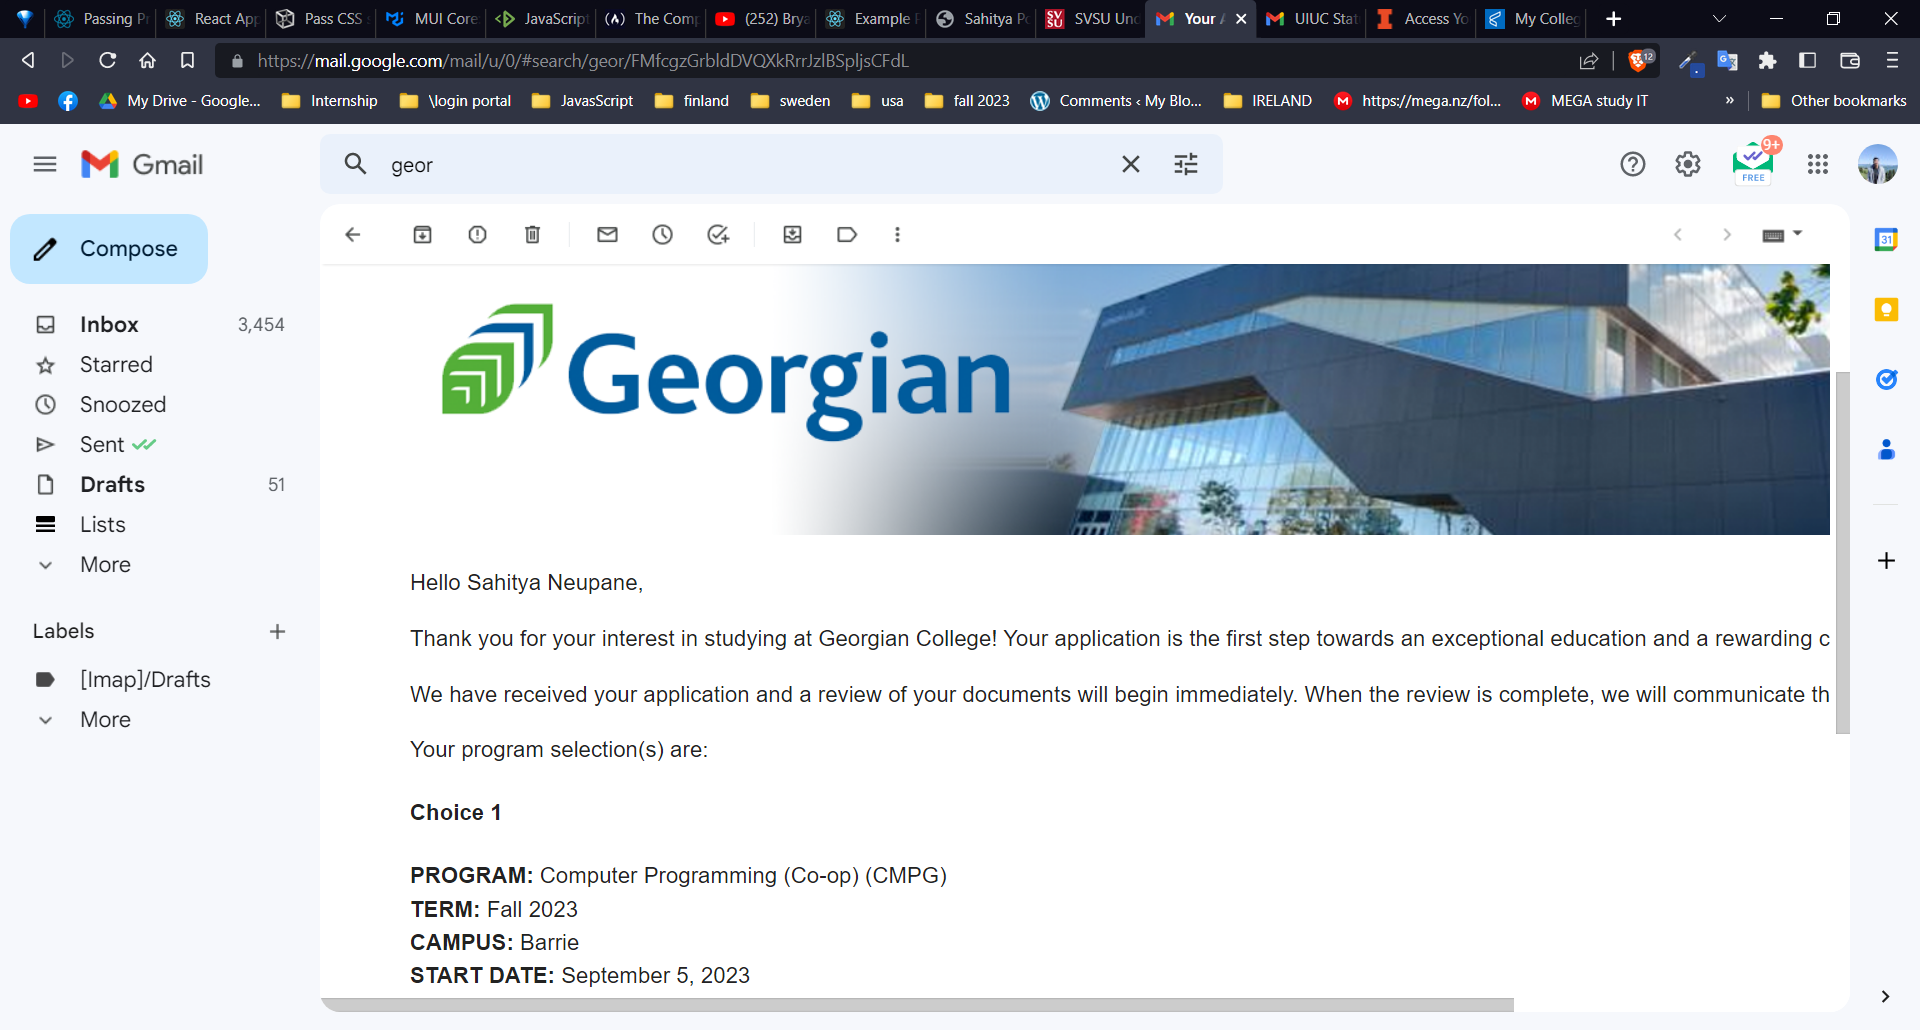 Passing Pr
React App
Pass CSS
MUI Core
JavaScript
The Comp
(252) Brya
Example
Sahitya Po
SVSU Und
Your
UIUC Stat
Access Yo
My Colleg
https://mail.google.com/mail/u/0/#search/geor/FMfcgzGrbldDVQXkRrrJzlBSpljsCFdL
12
My Drive - Google...
Internship
\login portal
JavasScript
finland
sweden
usa
fall 2023
Comments ‹ My Blo...
IRELAND
https://mega.nz/fol...
MEGA study IT
»
Other bookmarks
Gmail
geor
9+
FREE
Compose
Inbox 3,454
Starred
Snoozed
Sent
Drafts 51
Lists
More
Labels
[Imap]/Drafts
More
31
Georgian
Hello Sahitya Neupane,
Thank you for your interest in studying at Georgian College! Your application is the first step towards an exceptional education and a rewarding c
We have received your application and a review of your documents will begin immediately. When the review is complete, we will communicate th
Your program selection(s) are:
Choice 1
PROGRAM: Computer Programming (Co-op) (CMPG)
TERM: Fall 2023
CAMPUS: Barrie
START DATE: September 5, 2023